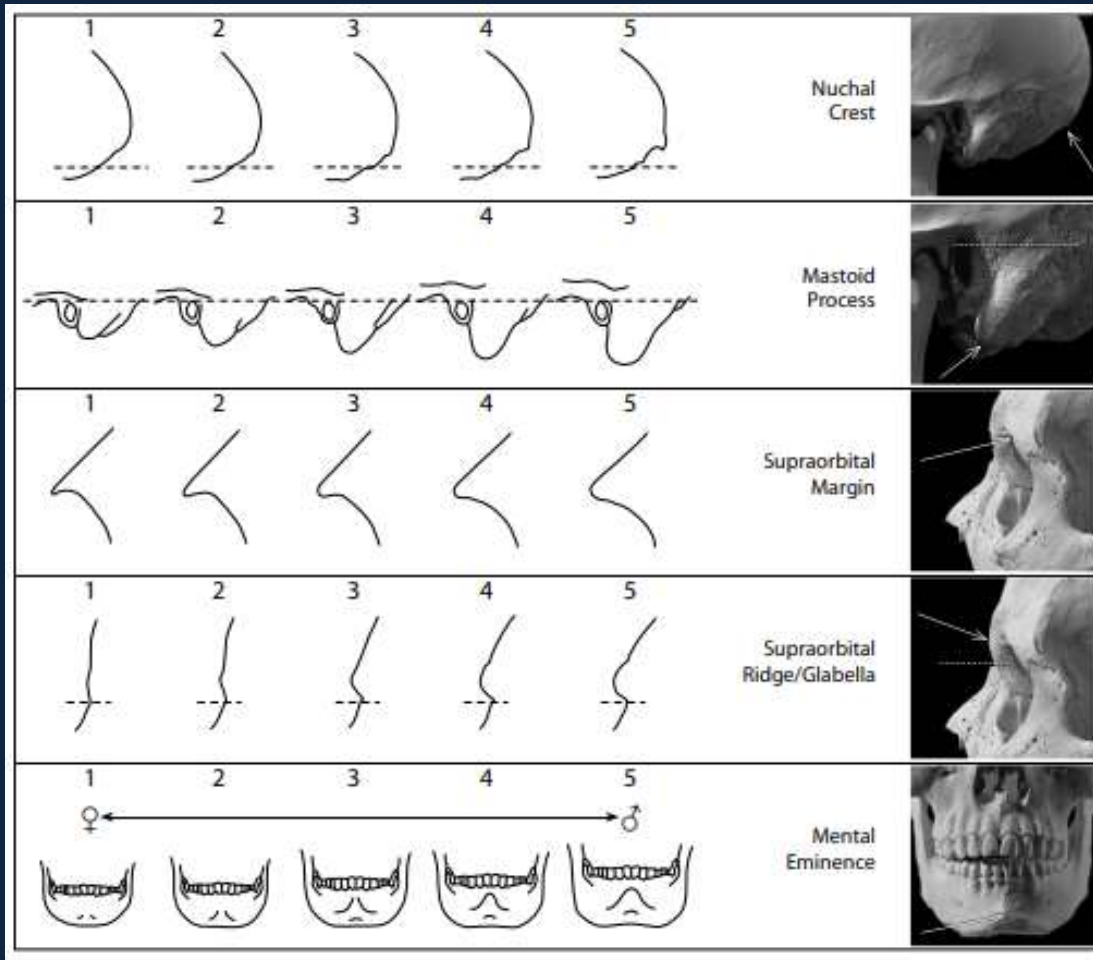 1 2 3 4 5
Nuchal
Crest
1 2 3 4 5
Mastoid
Process
1 2 3 4 5
Supraorbital
Margin
1 2 3 4 5
Supraorbital
Ridge/Glabella
1 2 3 4 5
♀ ♂
Mental
Eminence